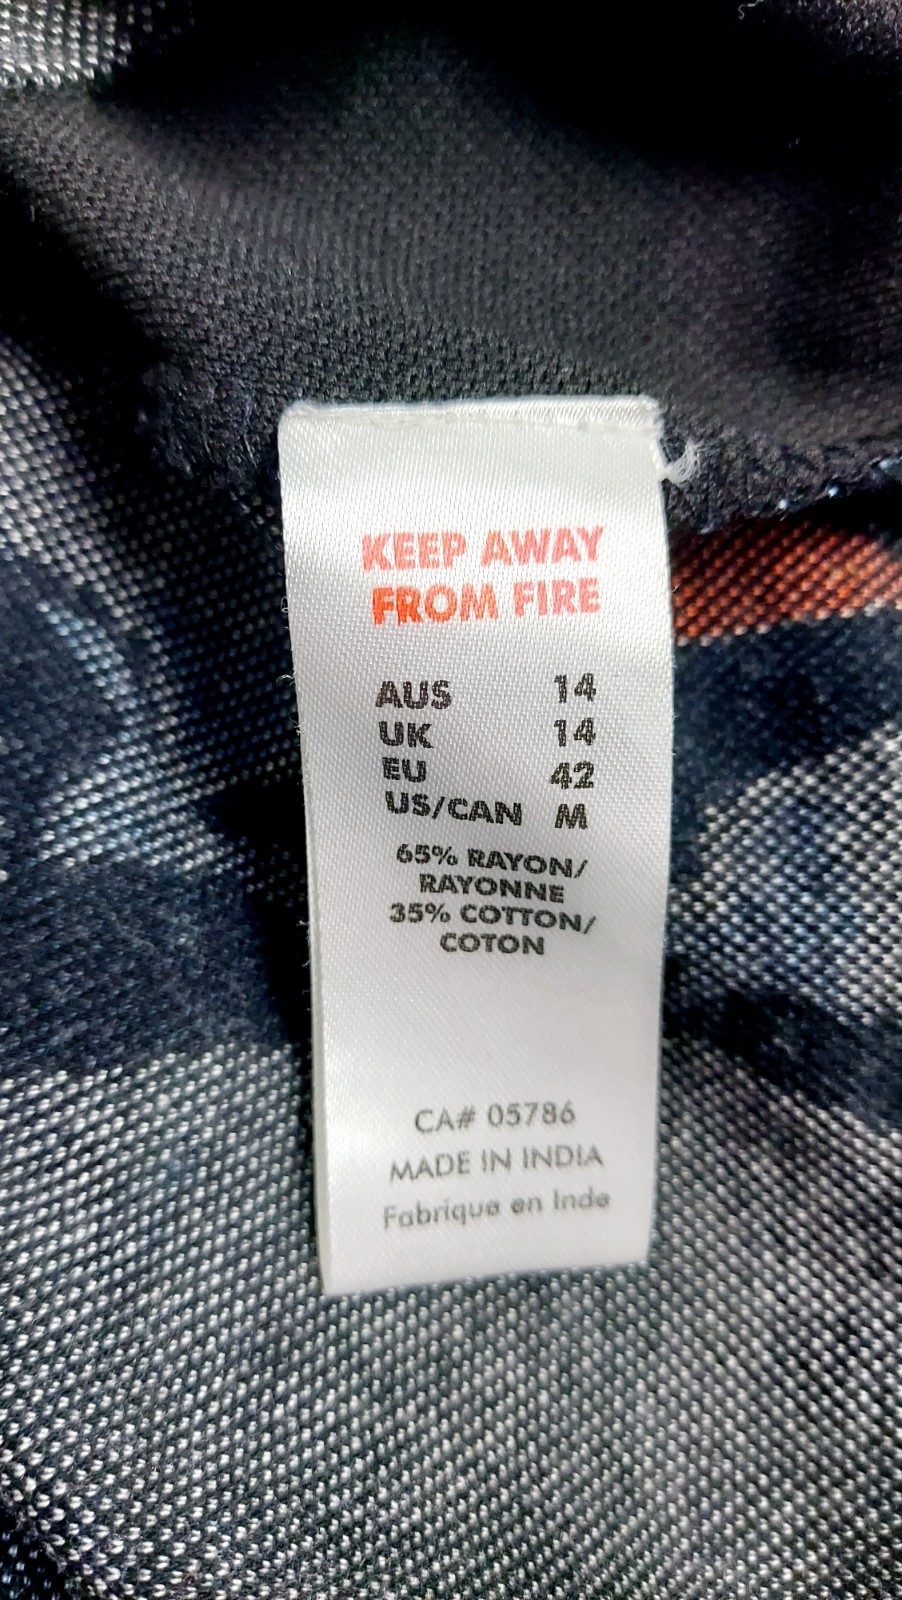 KEEP AWAY
FROM FIRE
AUS 14
UK 14
EU 42
US/CAN M
65% RAYON/
RAYONNE
35% COTTON/
COTON
CA# 05786
MADE IN INDIA
Fabrique en Inde